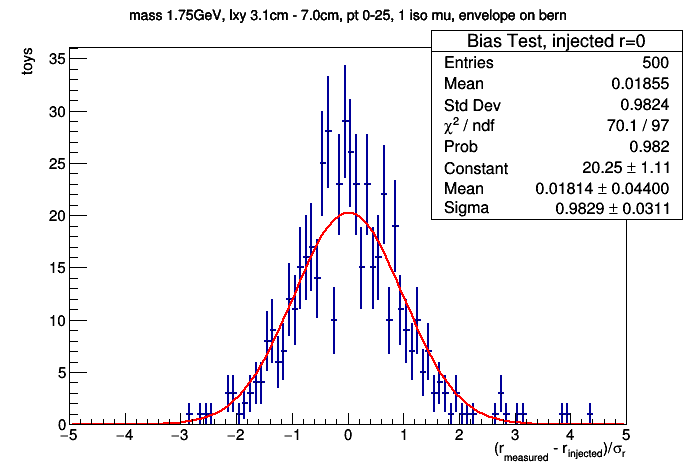 mass 1.75GeV, lxy 3.1cm - 7.0cm, pt 0-25, 1 iso mu, envelope on bern
toys
Bias Test, injected r=0
Entries 500
Mean 0.01855
Std Dev 0.9824
χ² / ndf 70.1 / 97
Prob 0.982
Constant 20.25 ± 1.11
Mean 0.01814 ± 0.04400
Sigma 0.9829 ± 0.0311
35
30
25
20
15
10
5
0
−5 −4 −3 −2 −1 0 1 2 3 4 5
(r_measured - r_injected)/σ_r